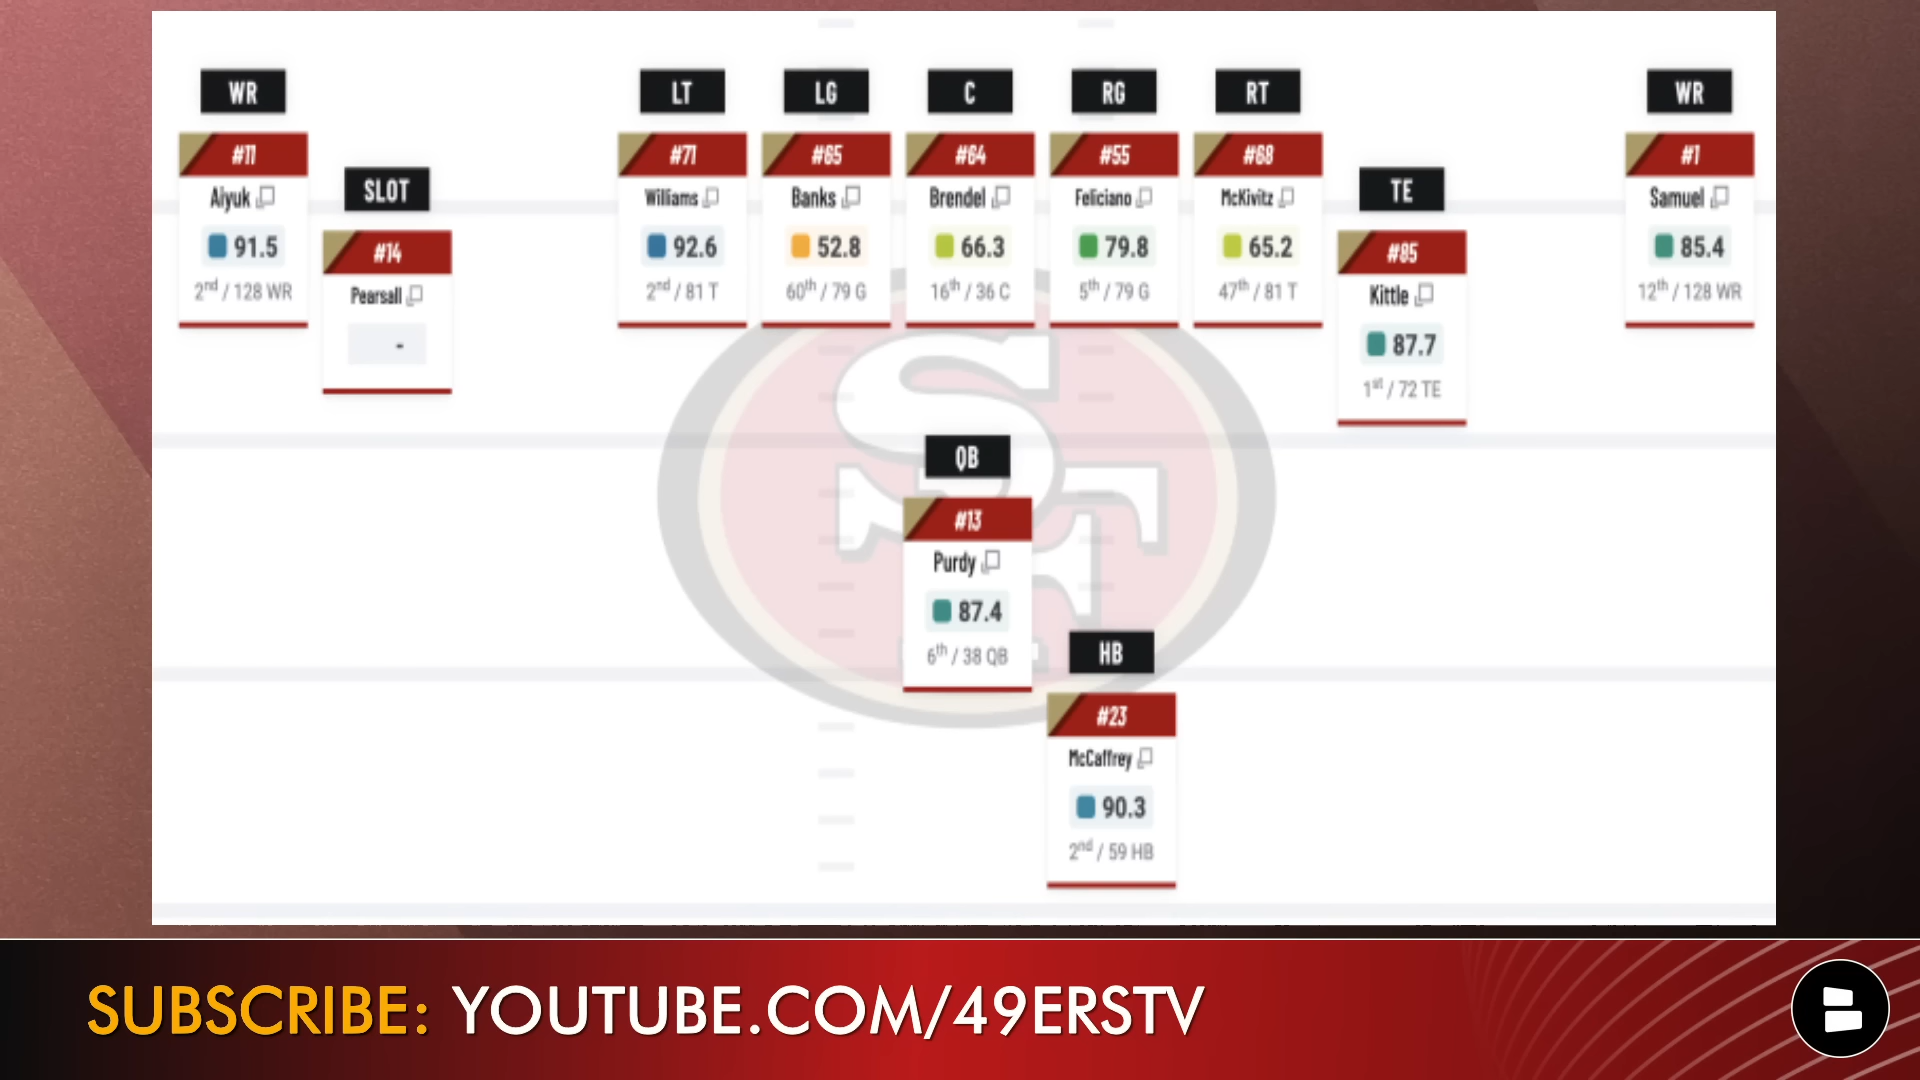 WR
#11
Aiyuk
91.5
2nd / 128 WR
SLOT
#14
Pearsall
-
LT
#71
Williams
92.6
2nd / 81 T
LG
#65
Banks
52.8
60th / 79 G
C
#64
Brendel
66.3
16th / 36 C
RG
#55
Feliciano
79.8
5th / 79 G
RT
#68
McKivitz
65.2
47th / 81 T
TE
#85
Kittle
87.7
1st / 72 TE
WR
#1
Samuel
85.4
12th / 128 WR
SF
QB
#13
Purdy
87.4
6th / 38 QB
HB
#23
McCaffrey
90.3
2nd / 59 HB
SUBSCRIBE: YOUTUBE.COM/49ERSTV